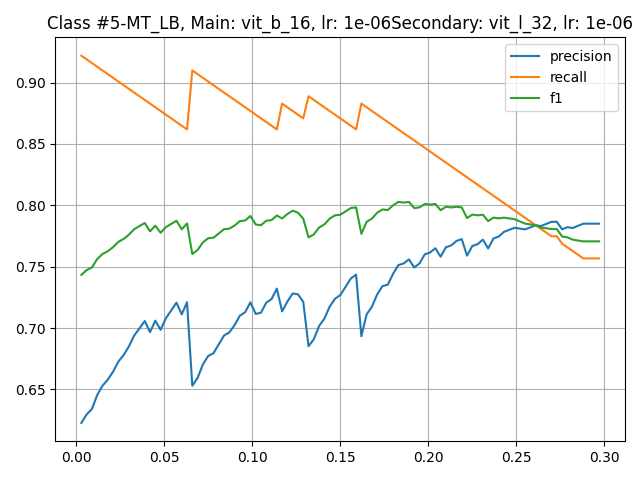 Class #5-MT_LB, Main: vit_b_16, lr: 1e-06Secondary: vit_l_32, lr: 1e-06
precision
recall
f1
0.90
0.85
0.80
0.75
0.70
0.65
0.00 0.05 0.10 0.15 0.20 0.25 0.30